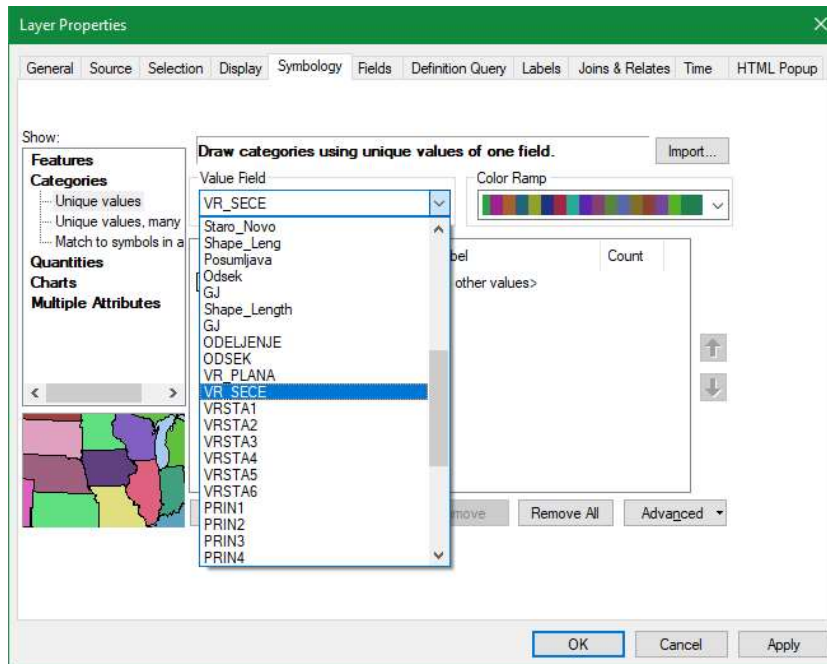 Layer Properties
General Source Selection Display Symbology Fields Definition Query Labels Joins & Relates Time HTML Popup
Show:
Features
Categories
Unique values
Unique values, many
Match to symbols in a
Quantities
Charts
Multiple Attributes
Draw categories using unique values of one field.
Import...
Value Field
VR_SECE
Color Ramp
Staro_Novo
Shape_Leng
Posumljava
Odsek
GJ
Shape_Length
GJ
ODELJENJE
ODSEK
VR_PLANA
VR_SECE
VRSTA1
VRSTA2
VRSTA3
VRSTA4
VRSTA5
VRSTA6
PRIN1
PRIN2
PRIN3
PRIN4
bel Count
other values>
move Remove All Advanced
OK Cancel Apply